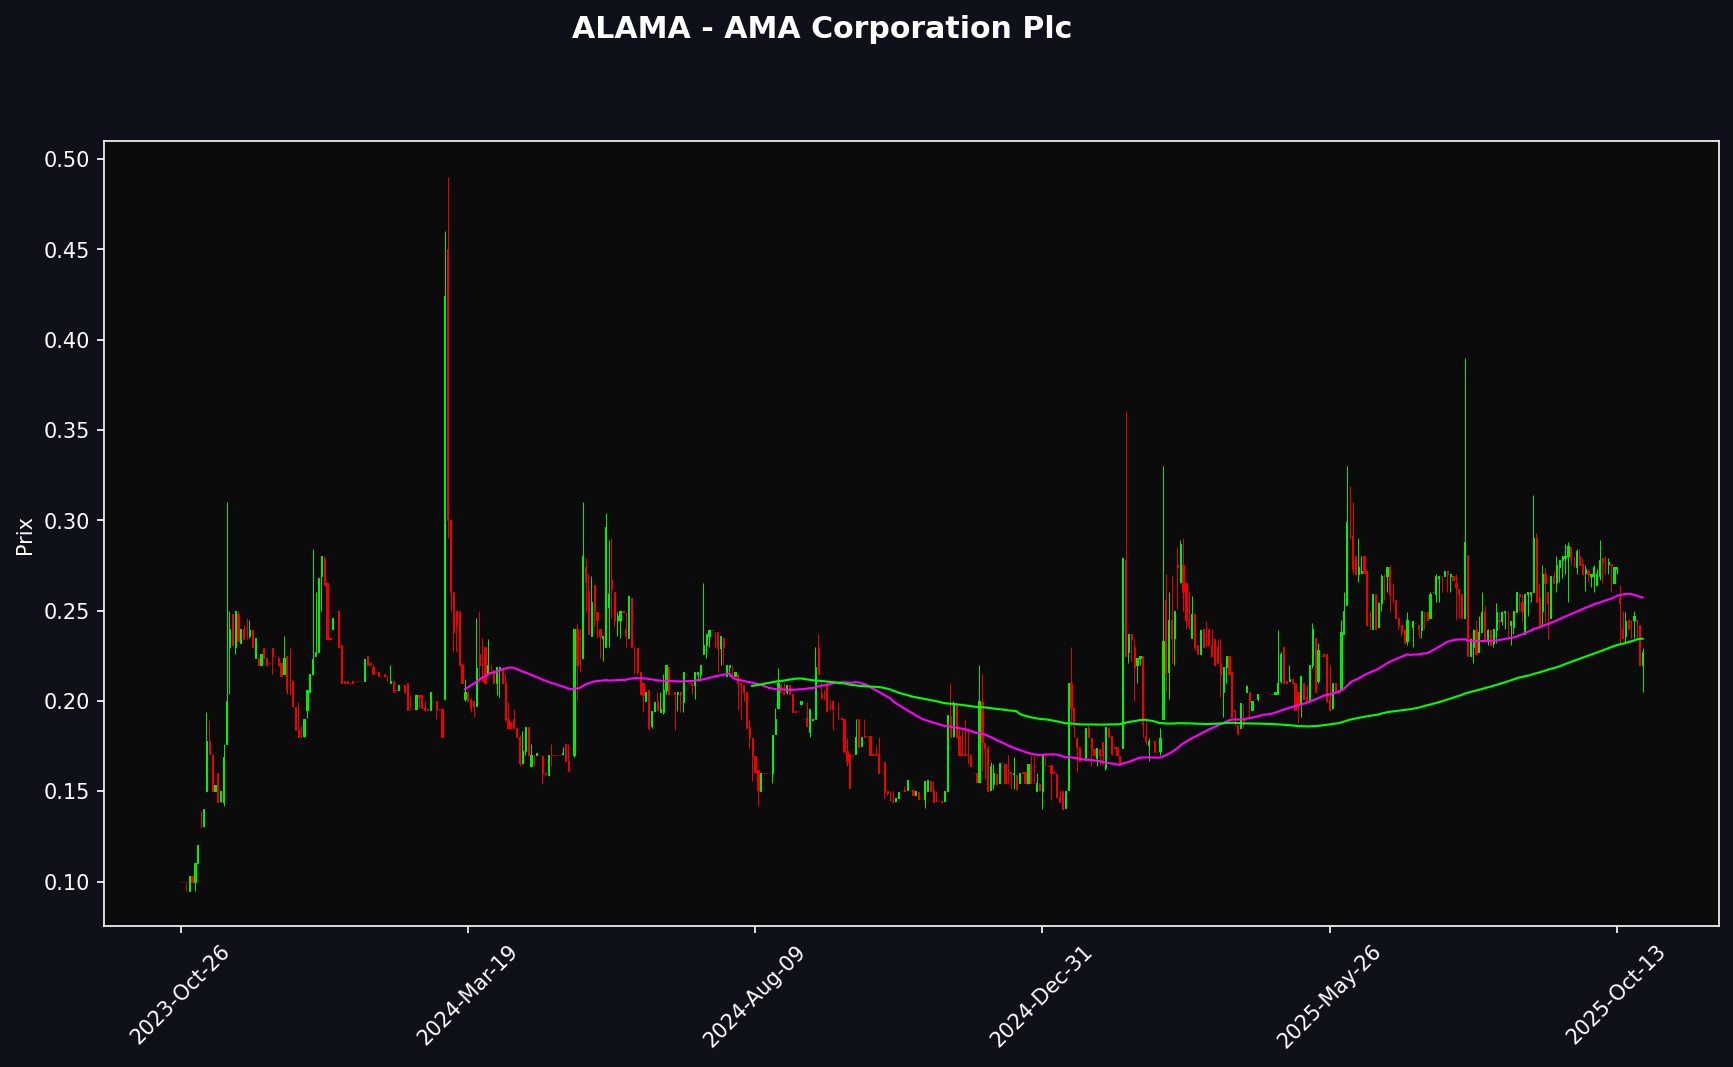 ALAMA - AMA Corporation Plc
0.50
0.45
0.40
0.35
0.30
0.25
0.20
0.15
0.10
Prix
2023-Oct-26
2024-Mar-19
2024-Aug-09
2024-Dec-31
2025-May-26
2025-Oct-13